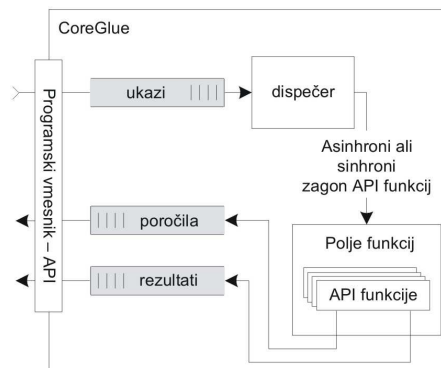 CoreGlue
Programski vmesnik – API
ukazi
dispečer
Asinhroni ali
sinhroni
zagon API funkcij
poročila
Polje funkcij
rezultati
API funkcije